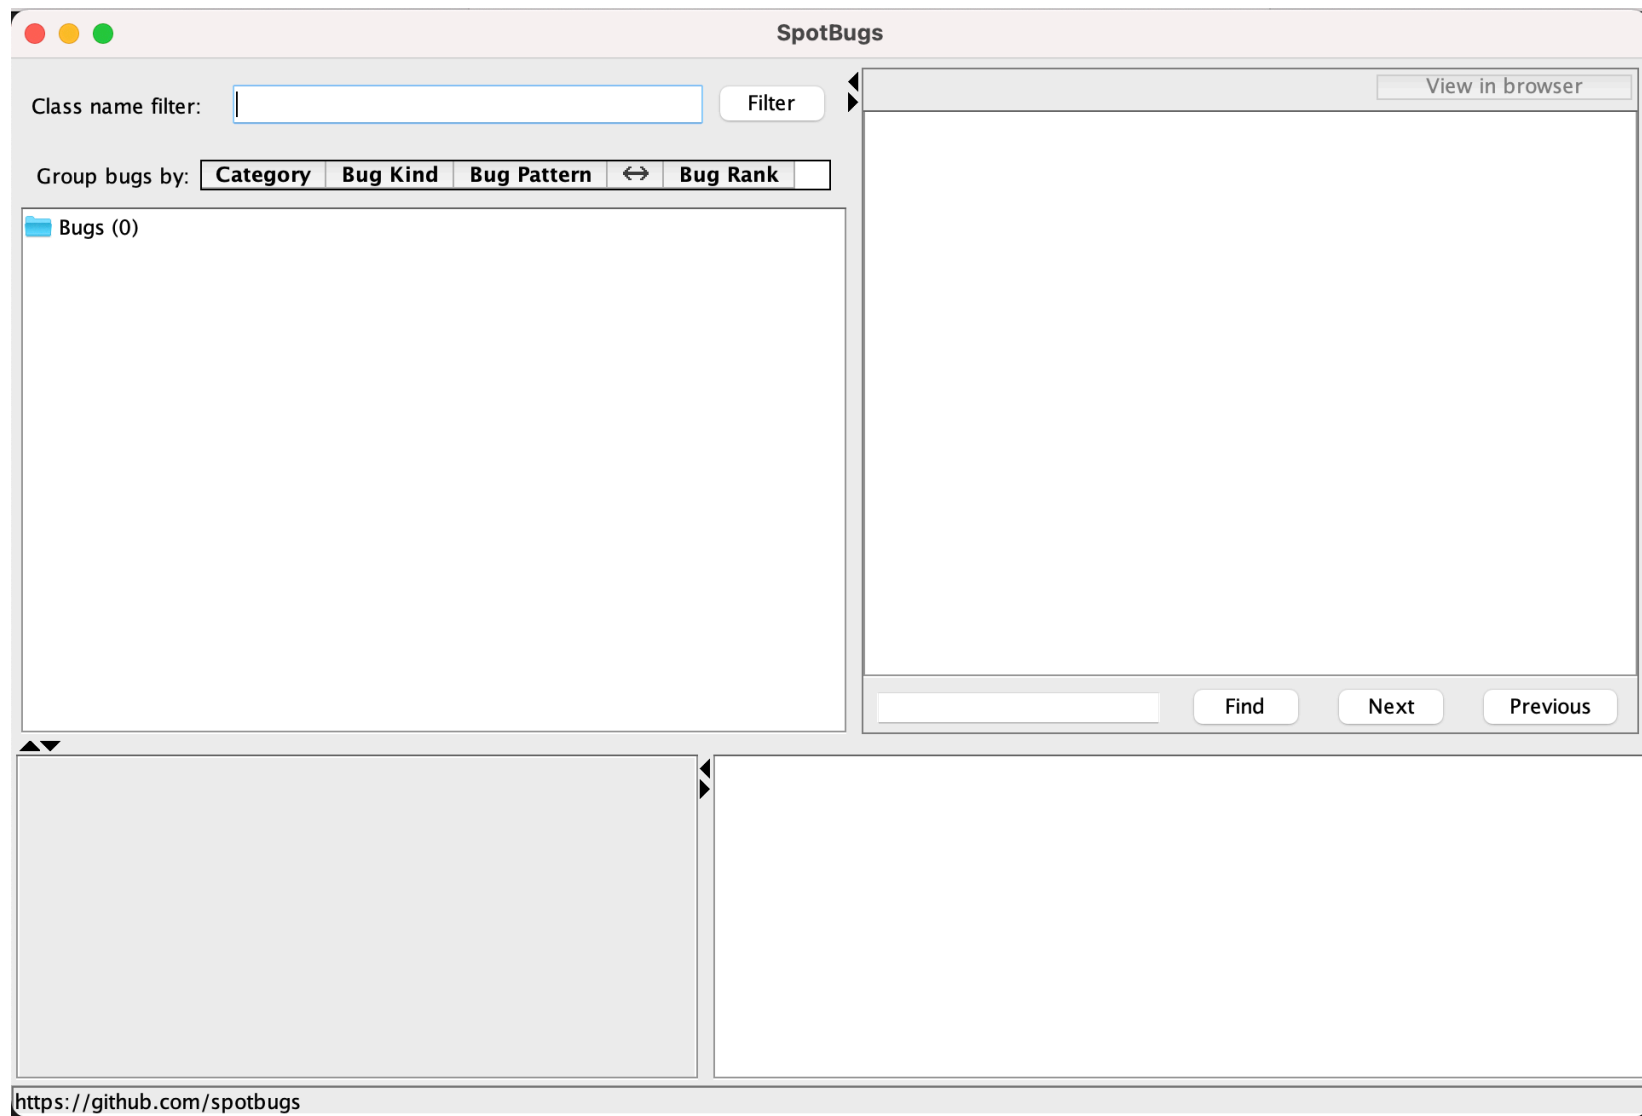 SpotBugs
Class name filter: Filter
View in browser
Group bugs by: Category Bug Kind Bug Pattern ↔ Bug Rank
Bugs (0)
Find Next Previous
https://github.com/spotbugs